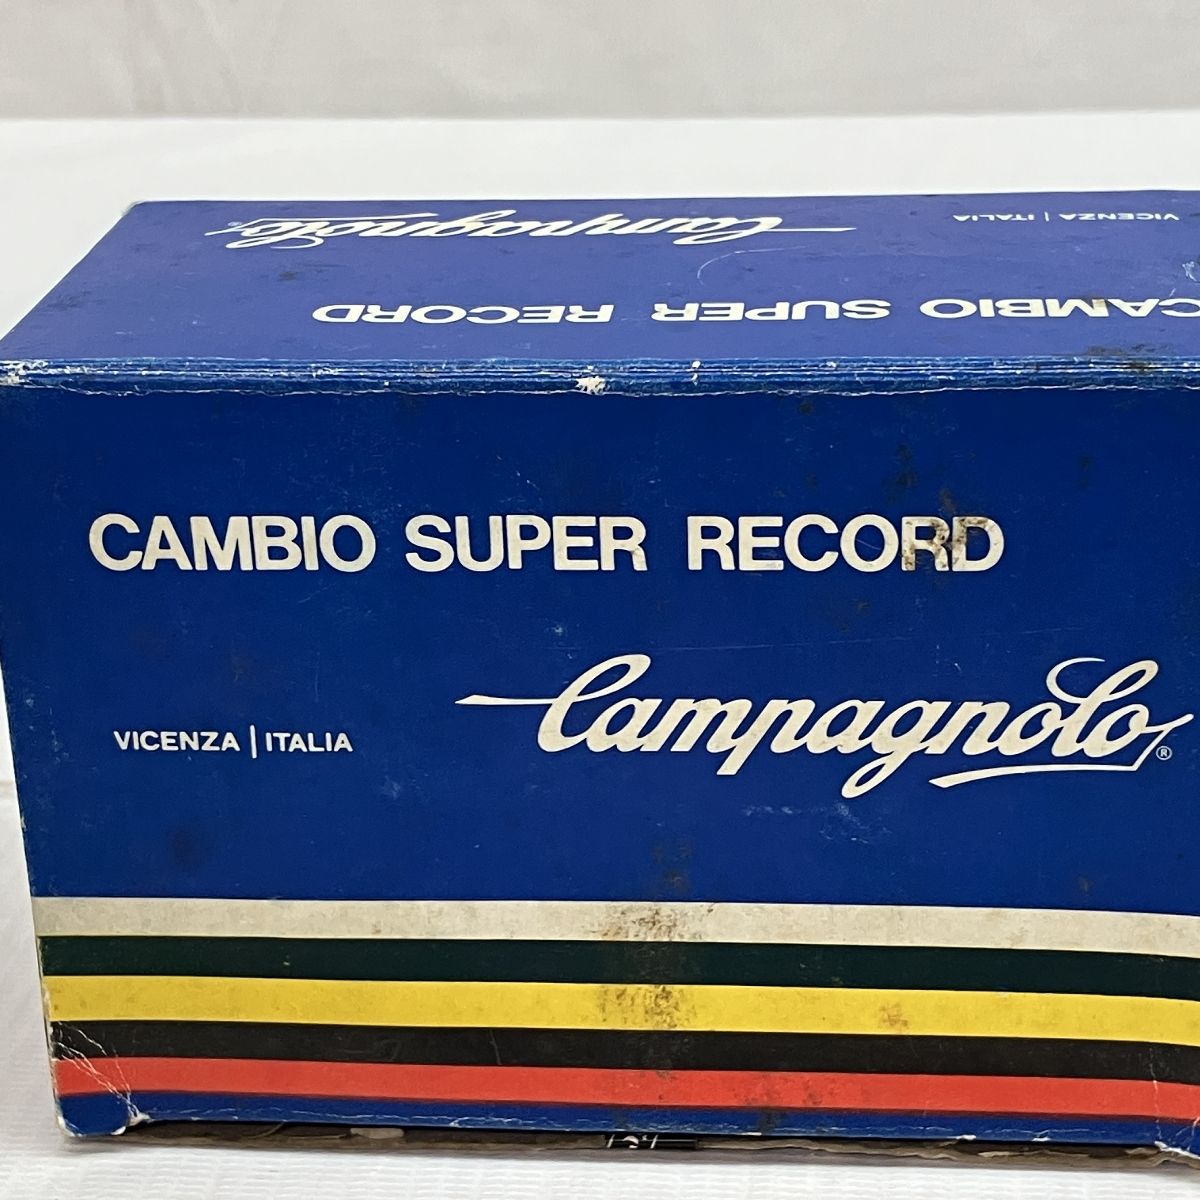 Campagnolo®
VICENZA | ITALIA
CAMBIO SUPER RECORD
CAMBIO SUPER RECORD
Campagnolo®
VICENZA | ITALIA